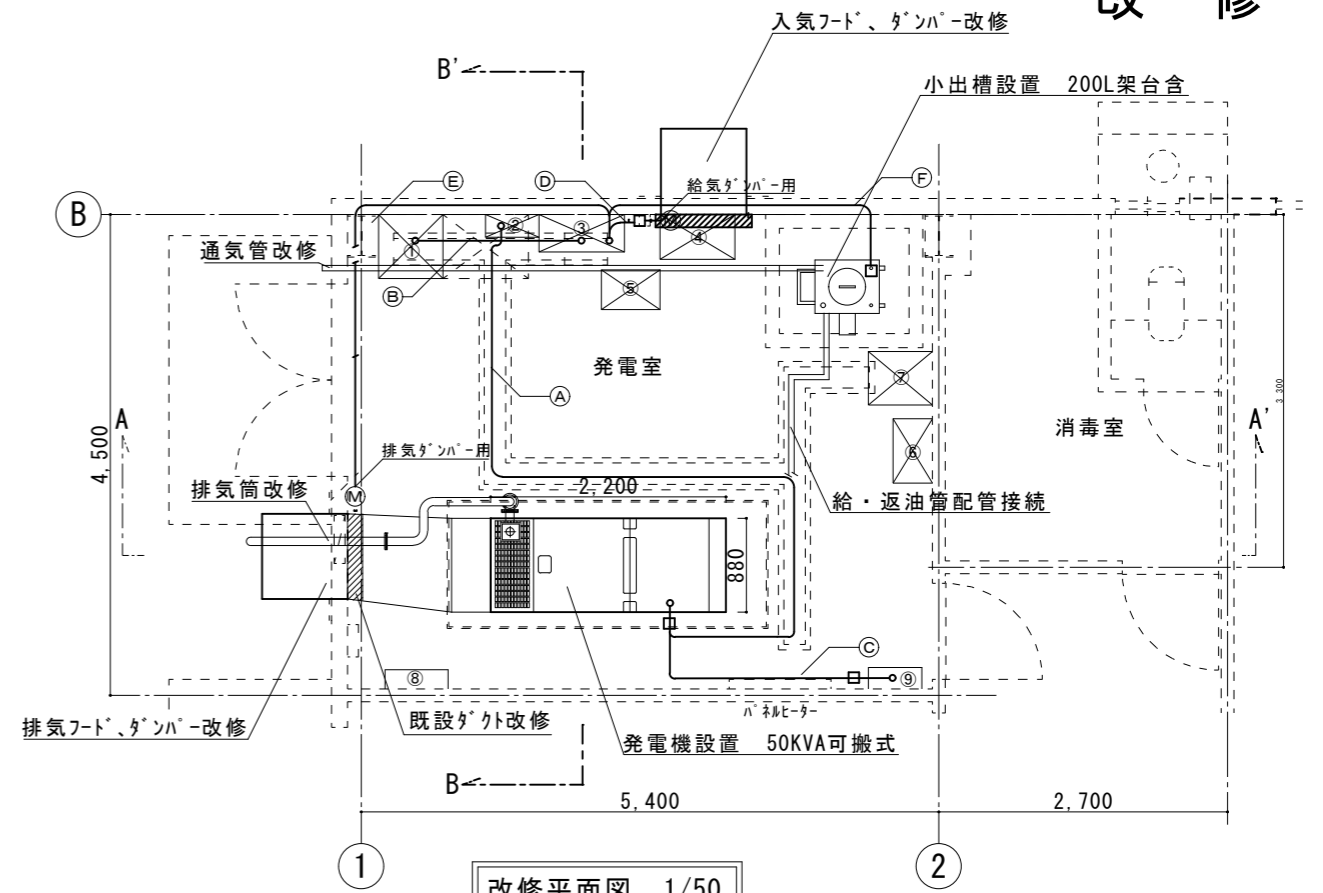 改 修
入気フード、ダンパー改修
B'
小出槽設置 200L架台含
E
D
給気ダンパー用
F
B
②
③
M
④
①
通気管改修
B
⑤
発電室
⑦
A
消毒室
3,300
4,500
A
A'
排気ダンパー用
⑥
排気筒改修
M
2,200
給・返油管配管接続
880
C
⑧
⑨
パネルヒーター
排気フード、ダンパー改修
既設ダクト改修
発電機設置 50KVA可搬式
B
5,400
2,700
1
2
改修平面図 1/50